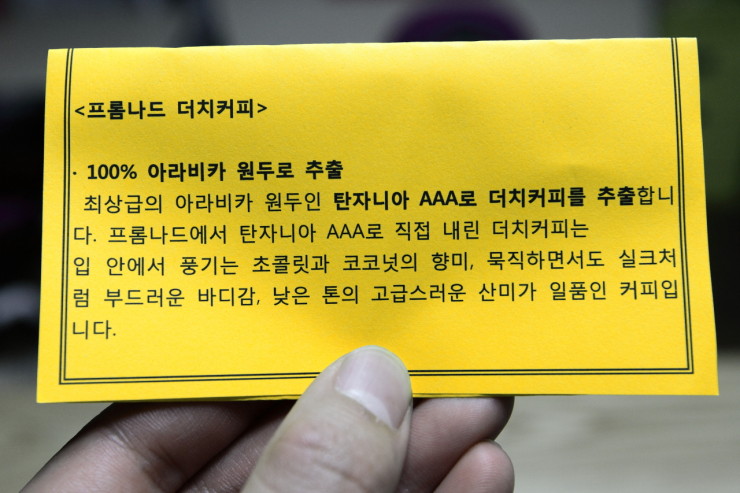 <프롬나드 더치커피>
· 100% 아라비카 원두로 추출
최상급의 아라비카 원두인 탄자니아 AAA로 더치커피를 추출합니
다. 프롬나드에서 탄자니아 AAA로 직접 내린 더치커피는
입 안에서 풍기는 초콜릿과 코코넛의 향미, 묵직하면서도 실크처
럼 부드러운 바디감, 낮은 톤의 고급스러운 산미가 일품인 커피입
니다.